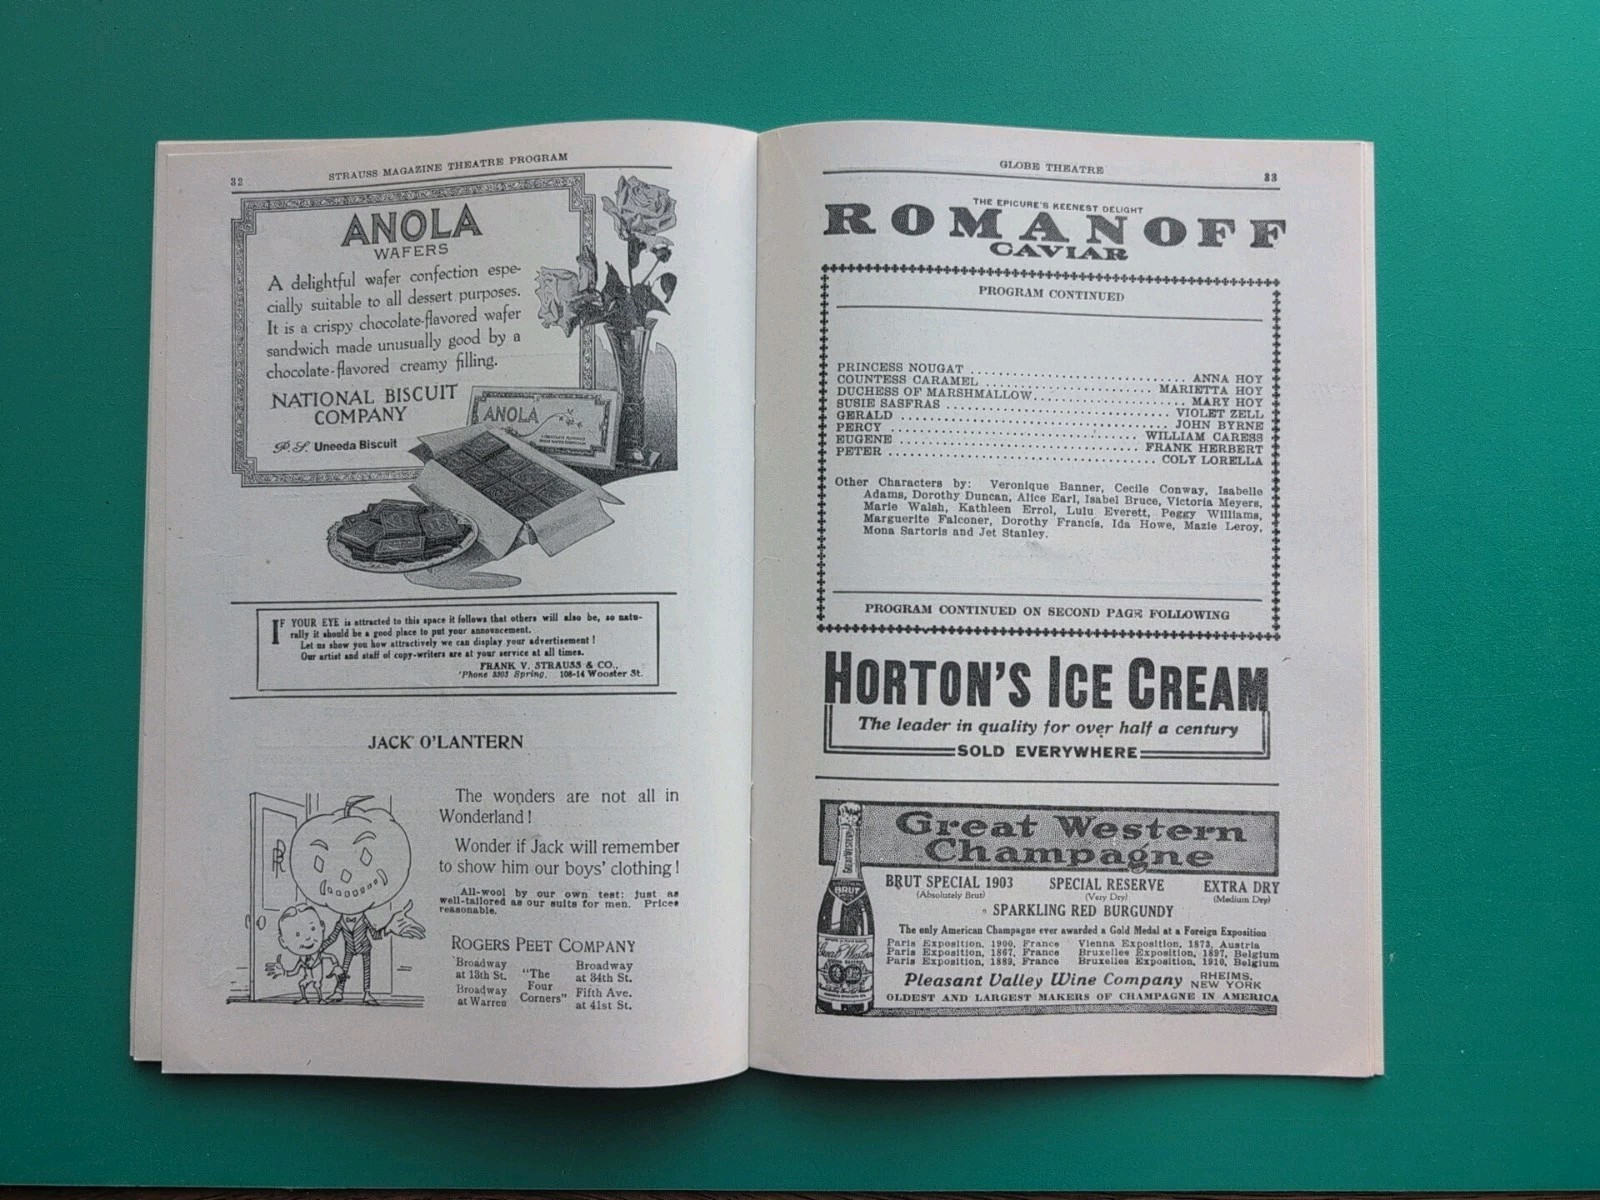 32
STRAUSS MAGAZINE THEATRE PROGRAM
ANOLA
WAFERS
A delightful wafer confection espe-
cially suitable to all dessert purposes.
It is a crispy chocolate-flavored wafer
sandwich made unusually good by a
chocolate-flavored creamy filling.
NATIONAL BISCUIT
COMPANY
P.S. Uneeda Biscuit
ANOLA
IF YOUR EYE is attracted to this space it follows that others will also be, so natu-
rally it should be a good place to put your announcement.
Let us show you how attractively we can display your advertisement!
Our artist and staff of copy-writers are at your service at all times.
FRANK V. STRAUSS & CO.,
'Phone 3303 Spring. 108-14 Wooster St.
JACK O'LANTERN
The wonders are not all in
Wonderland!
Wonder if Jack will remember
to show him our boys' clothing!
All-wool by our own test; just as
well-tailored as our suits for men. Prices
reasonable.
ROGERS PEET COMPANY
Broadway
at 13th St.
Broadway
at Warren
"The
Four
Corners"
Broadway
at 34th St.
Fifth Ave.
at 41st St.
GLOBE THEATRE
33
THE EPICURE'S KEENEST DELIGHT
ROMANOFF
CAVIAR
PROGRAM CONTINUED
PRINCESS NOUGAT ........ ANNA HOY
COUNTESS CARAMEL ........ MARIETTA HOY
DUCHESS OF MARSHMALLOW ........ MARY HOY
SUSIE SASFRAS ........ VIOLET ZELL
GERALD ........ JOHN BYRNE
PERCY ........ WILLIAM CARESS
EUGENE ........ FRANK HERBERT
PETER ........ COLY LORELLA
Other Characters by: Veronique Banner, Cecile Conway, Isabelle
Adams, Dorothy Duncan, Alice Earl, Isabel Bruce, Victoria Meyers,
Marie Walsh, Kathleen Errol, Lulu Everett, Peggy Williams,
Marguerite Falconer, Dorothy Francis, Ida Howe, Mazie Leroy,
Mona Sartoris and Jet Stanley.
PROGRAM CONTINUED ON SECOND PAGE FOLLOWING
HORTON'S ICE CREAM
The leader in quality for over half a century
SOLD EVERYWHERE
Great Western
Champagne
BRUT SPECIAL 1903 SPECIAL RESERVE EXTRA DRY
(Absolutely Brut) (Very Dry) (Medium Dry)
SPARKLING RED BURGUNDY
The only American Champagne ever awarded a Gold Medal at a Foreign Exposition
Paris Exposition, 1900, France Vienna Exposition, 1873, Austria
Paris Exposition, 1867, France Bruxelles Exposition, 1897, Belgium
Paris Exposition, 1889, France Bruxelles Exposition, 1910, Belgium
Pleasant Valley Wine Company RHEIMS,
NEW YORK
OLDEST AND LARGEST MAKERS OF CHAMPAGNE IN AMERICA
GREAT WESTERN
BRUT
Great Western